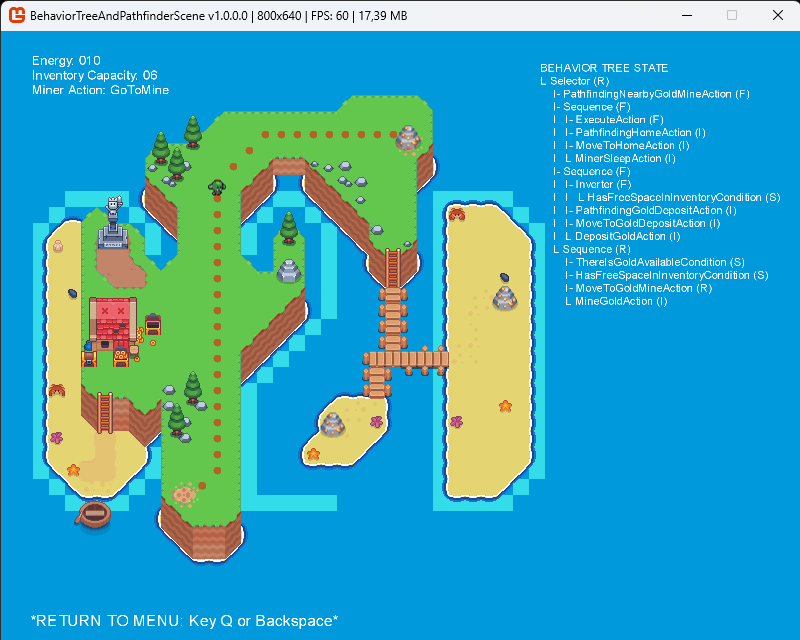 BehaviorTreeAndPathfinderScene v1.0.0.0 | 800x640 | FPS: 60 | 17,39 MB
Energy: 010
Inventory Capacity: 06
Miner Action: GoToMine
BEHAVIOR TREE STATE
L Selector (R)
I- PathfindingNearbyGoldMineAction (F)
I- Sequence (F)
I I- ExecuteAction (F)
I I- PathfindingHomeAction (I)
I I- MoveToHomeAction (I)
I L MinerSleepAction (I)
I- Sequence (F)
I I- Inverter (F)
I I L HasFreeSpaceInInventoryCondition (S)
I I- PathfindingGoldDepositAction (I)
I I- MoveToGoldDepositAction (I)
I L DepositGoldAction (I)
L Sequence (R)
I- ThereIsGoldAvailableCondition (S)
I- HasFreeSpaceInInventoryCondition (S)
I- MoveToGoldMineAction (R)
L MineGoldAction (I)
*RETURN TO MENU: Key Q or Backspace*